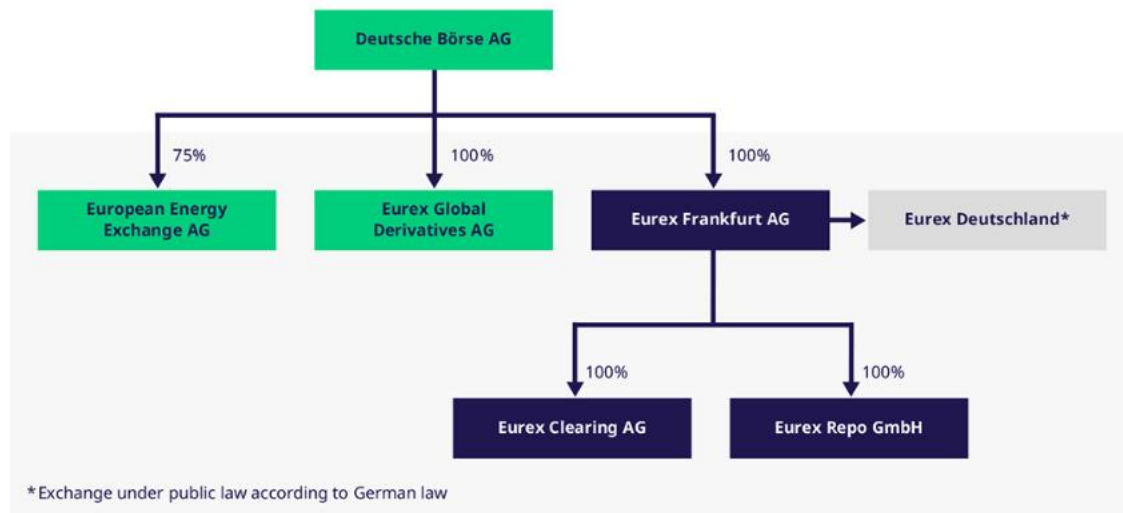 Deutsche Börse AG
75%
100%
100%
European Energy
Exchange AG
Eurex Global
Derivatives AG
Eurex Frankfurt AG
Eurex Deutschland*
100%
100%
Eurex Clearing AG
Eurex Repo GmbH
*Exchange under public law according to German law